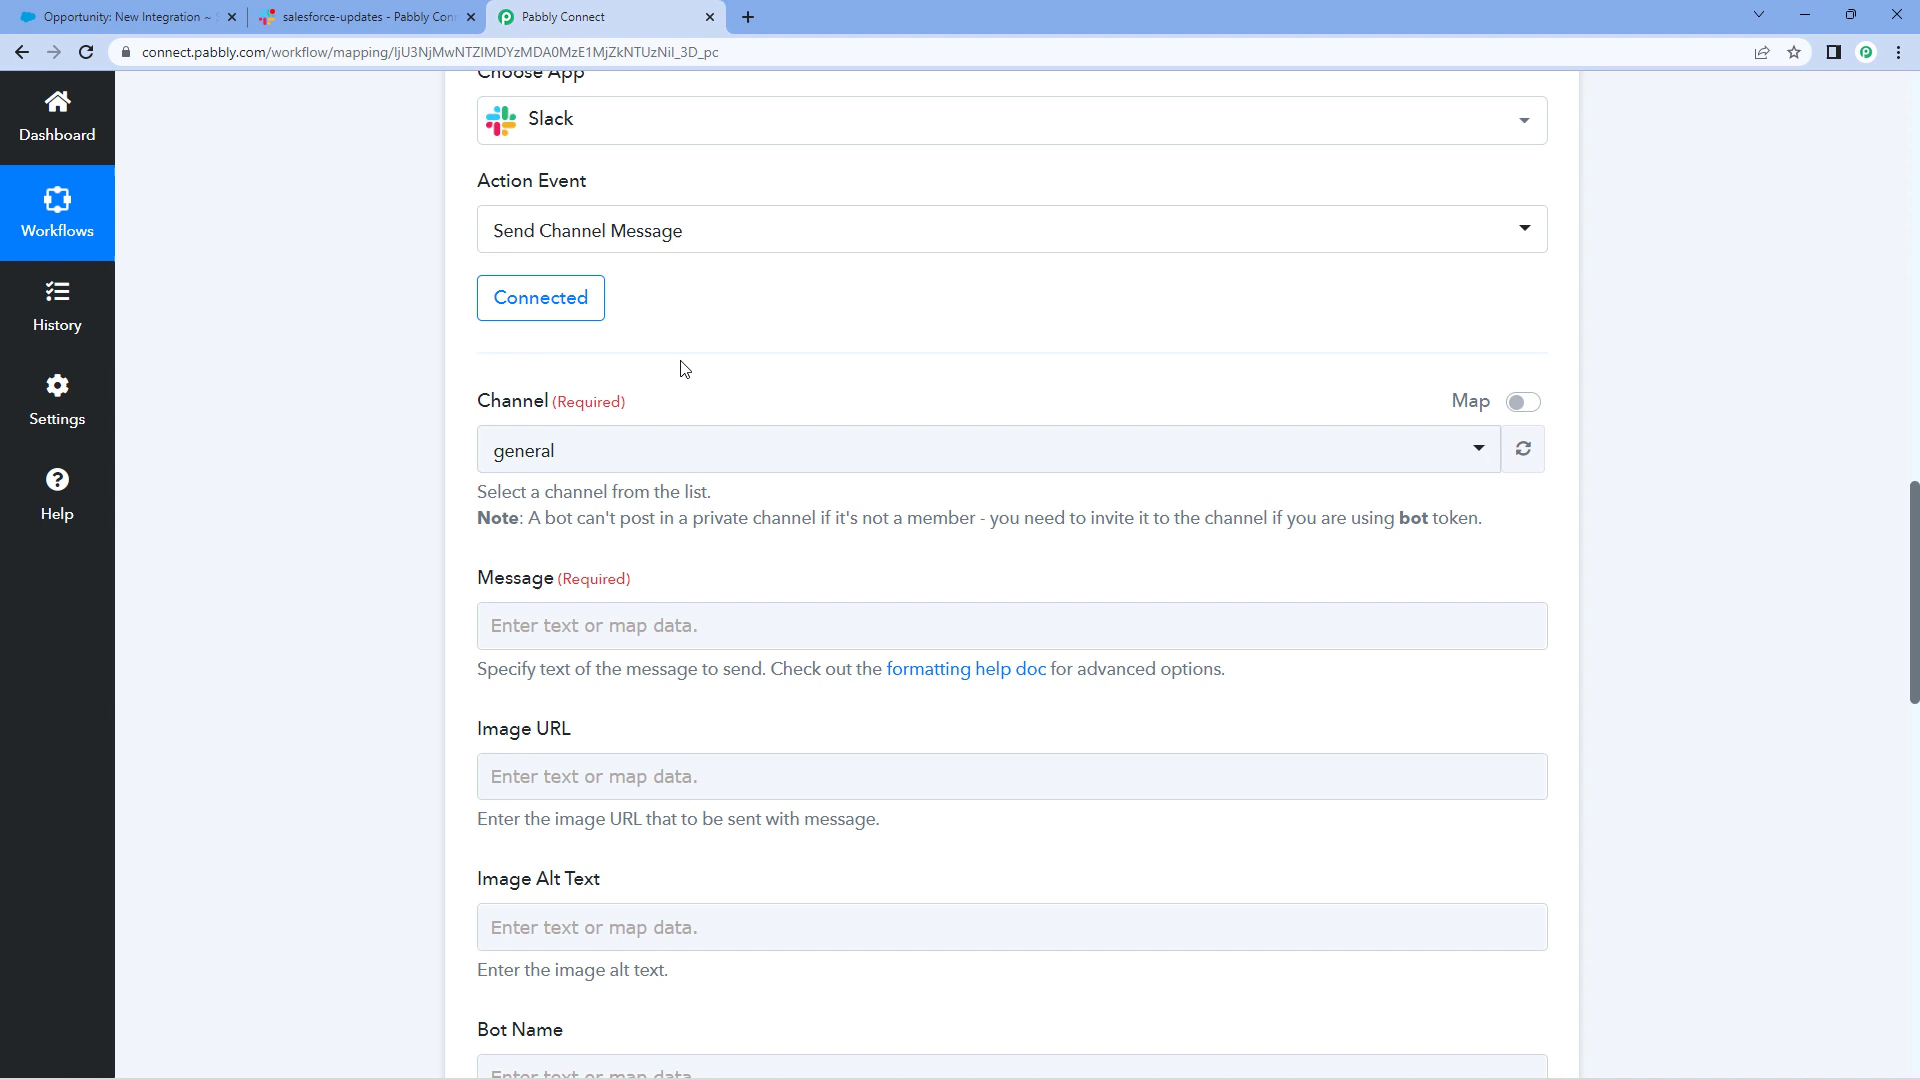 Opportunity: New Integration ~
salesforce-updates - Pabbly Con
Pabbly Connect
connect.pabbly.com/workflow/mapping/IjU3NjMwNTZlMDYzMDA0MzE1MjZkNTUzNiI_3D_pc
Choose App
Dashboard
Slack
Action Event
Workflows
Send Channel Message
Connected
History
Channel (Required)
Map
Settings
general
Select a channel from the list.
Note: A bot can't post in a private channel if it's not a member - you need to invite it to the channel if you are using bot token.
Help
Message (Required)
Enter text or map data.
Specify text of the message to send. Check out the formatting help doc for advanced options.
Image URL
Enter text or map data.
Enter the image URL that to be sent with message.
Image Alt Text
Enter text or map data.
Enter the image alt text.
Bot Name
Enter text or map data.